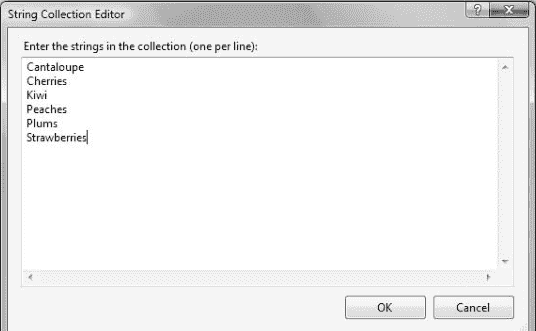 String Collection Editor
Enter the strings in the collection (one per line):
Cantaloupe
Cherries
Kiwi
Peaches
Plums
Strawberries
OK
Cancel